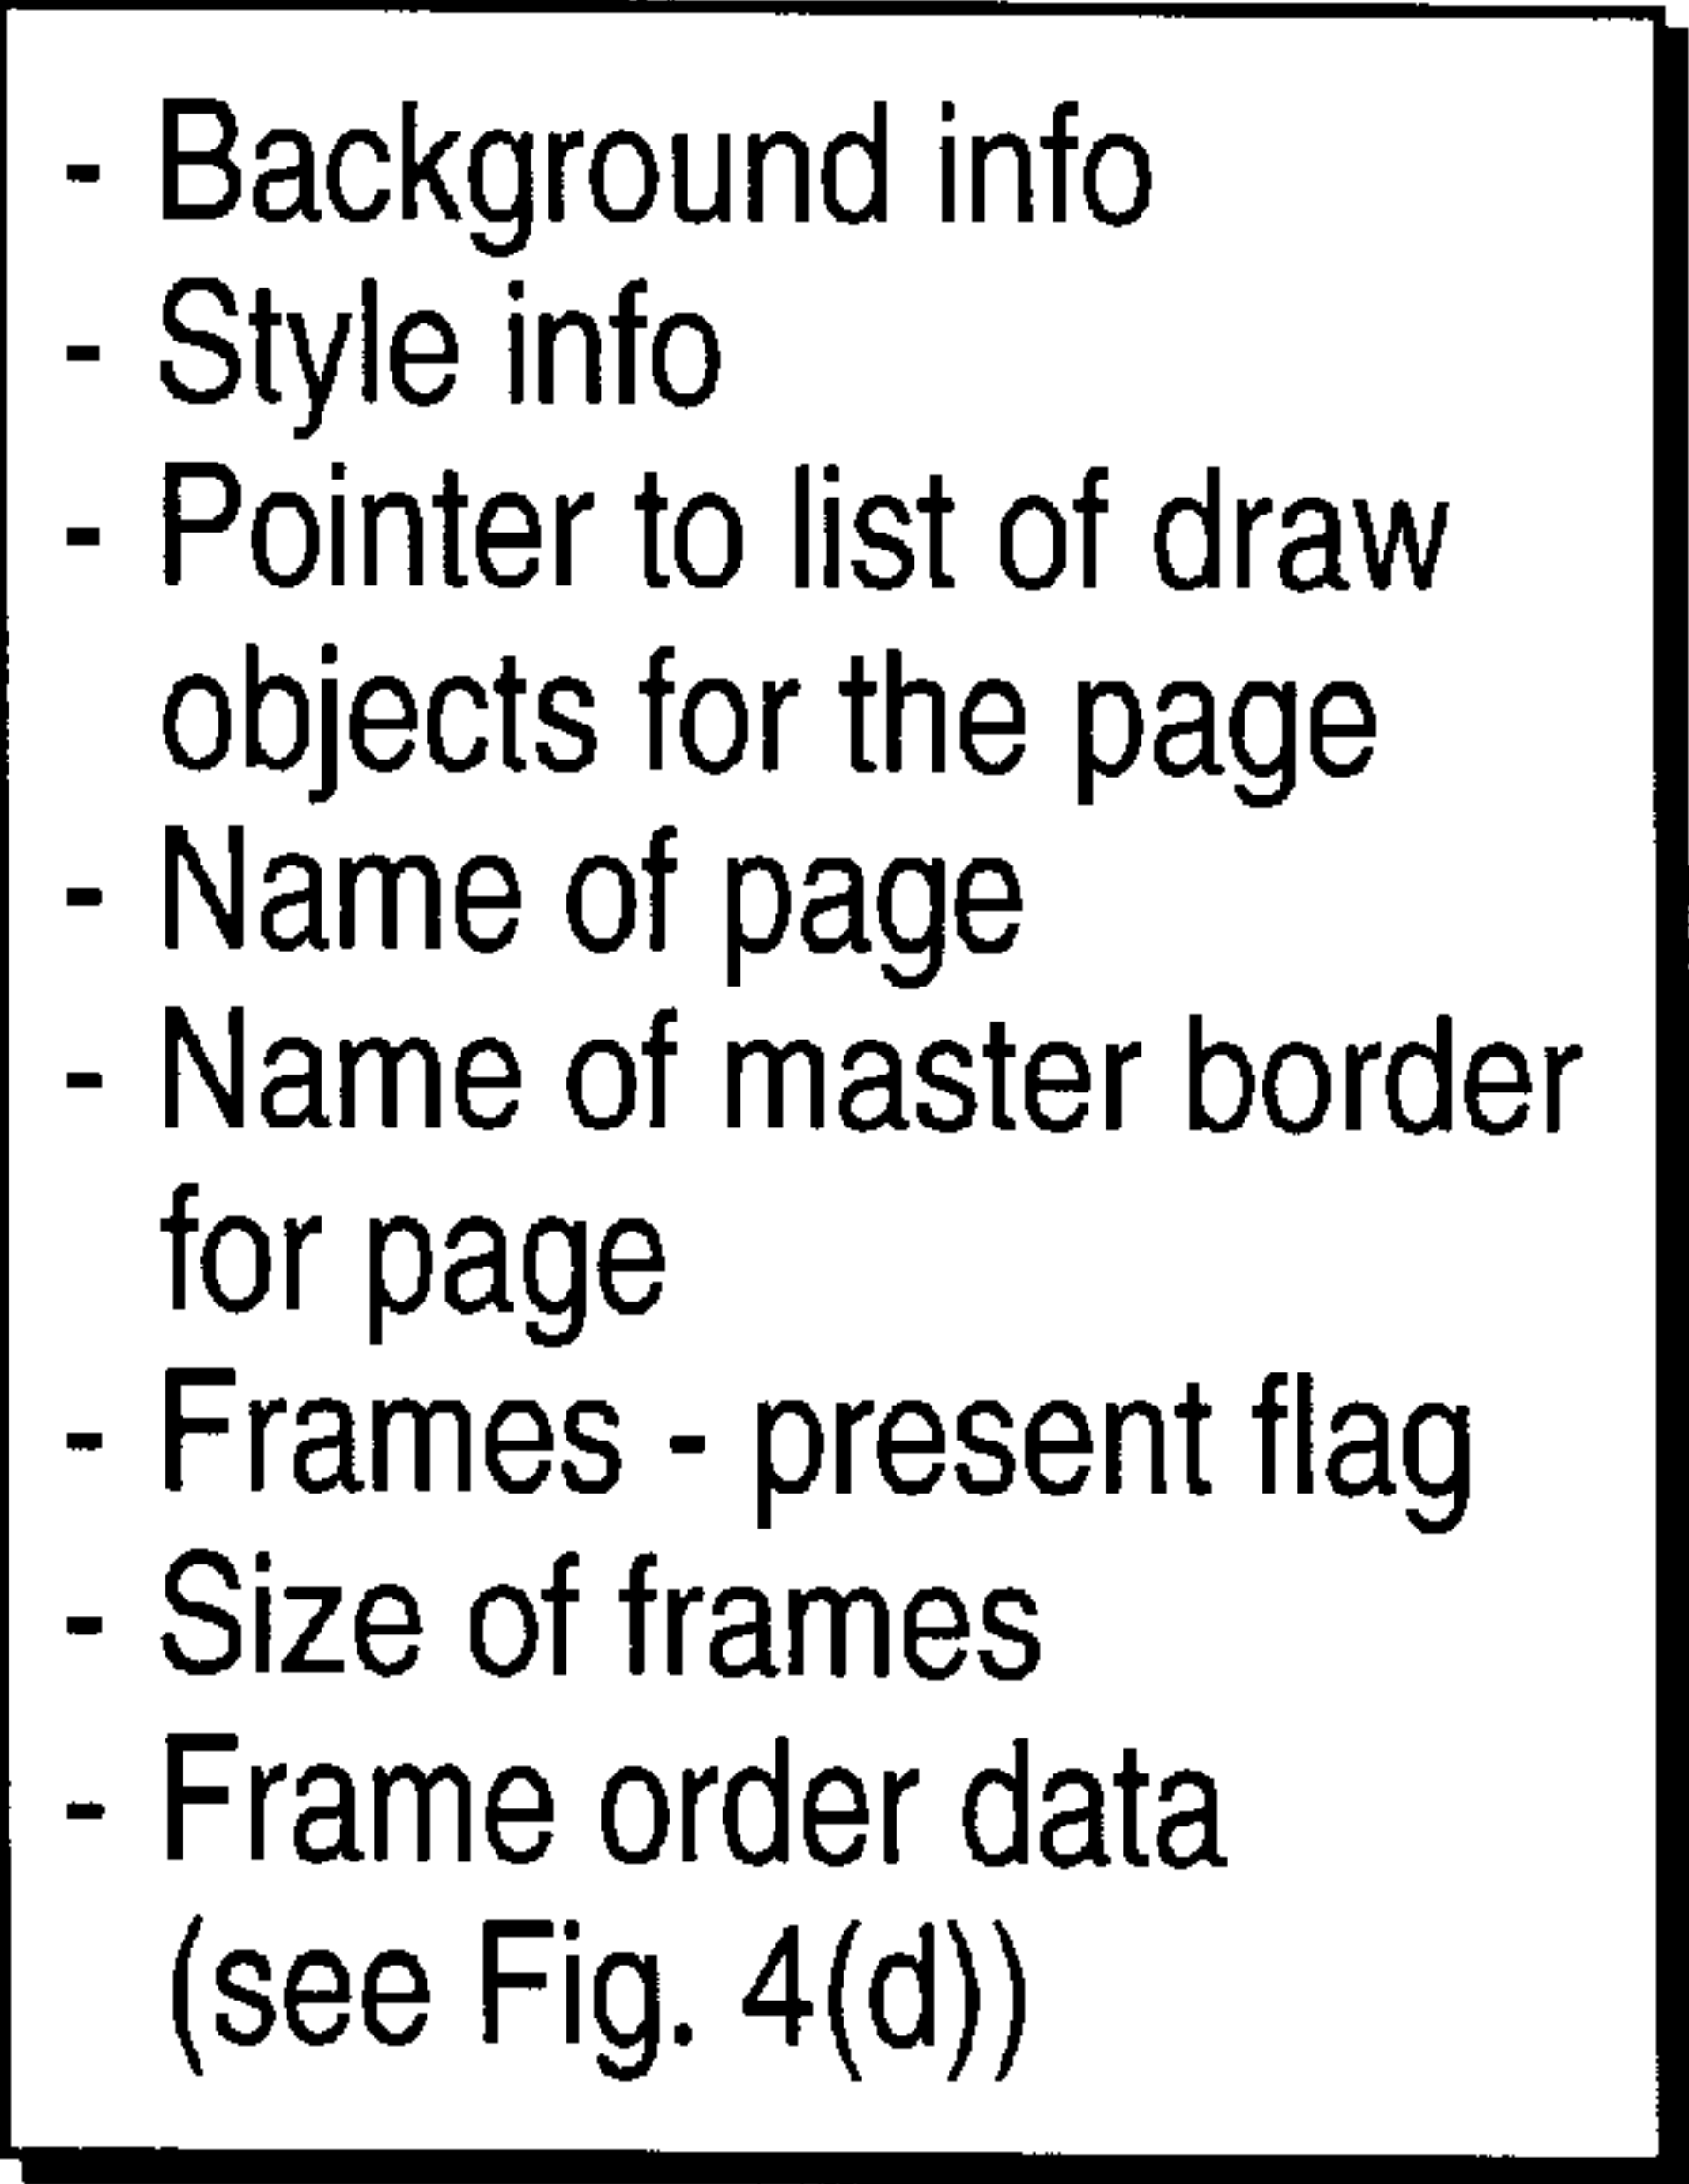 - Background info
- Style info
- Pointer to list of draw
objects for the page
- Name of page
- Name of master border
for page
- Frames - present flag
- Size of frames
- Frame order data
(see Fig. 4(d))